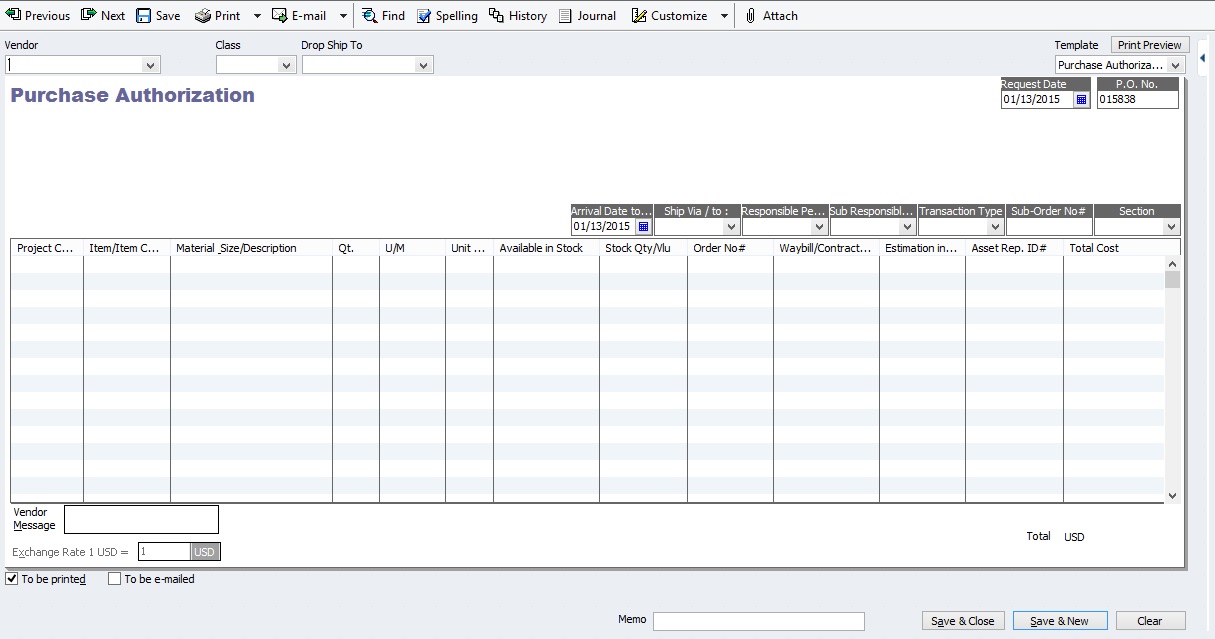 Previous Next Save Print E-mail Find Spelling History Journal Customize Attach
Vendor Class Drop Ship To Template Print Preview
Purchase Authoriza...
Purchase Authorization
Request Date P.O. No.
01/13/2015 015838
Arrival Date to... Ship Via / to : Responsible Pe... Sub Responsibl... Transaction Type Sub-Order No# Section
01/13/2015
Project C... Item/Item C... Material _Size/Description Qt. U/M Unit ... Available in Stock Stock Qty/Vlu Order No# Waybill/Contract... Estimation in... Asset Rep. ID# Total Cost
Vendor
Message
Total USD
Exchange Rate 1 USD = 1 USD
To be printed To be e-mailed
Memo Save & Close Save & New Clear